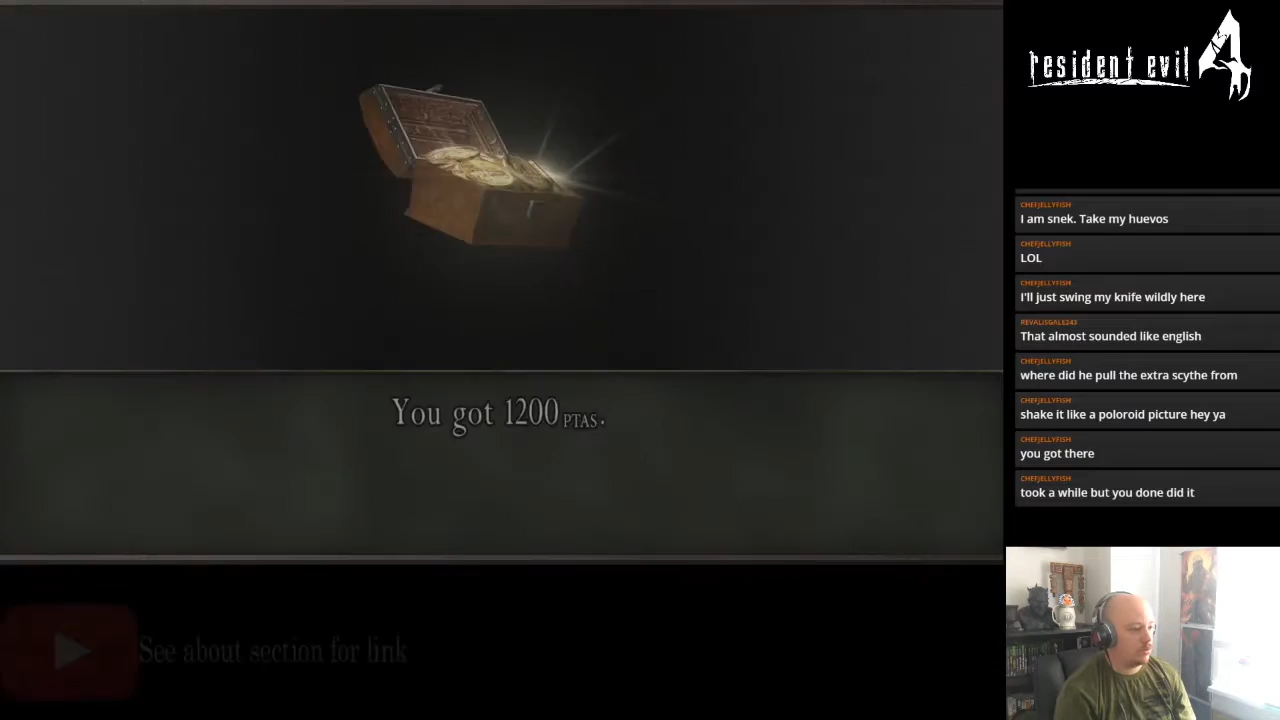 You got 1200 PTAS.
See about section for link
resident evil 4
CHEFJELLYFISH
I am snek. Take my huevos
CHEFJELLYFISH
LOL
CHEFJELLYFISH
I'll just swing my knife wildly here
REVALISGALE243
That almost sounded like english
CHEFJELLYFISH
where did he pull the extra scythe from
CHEFJELLYFISH
shake it like a poloroid picture hey ya
CHEFJELLYFISH
you got there
CHEFJELLYFISH
took a while but you done did it